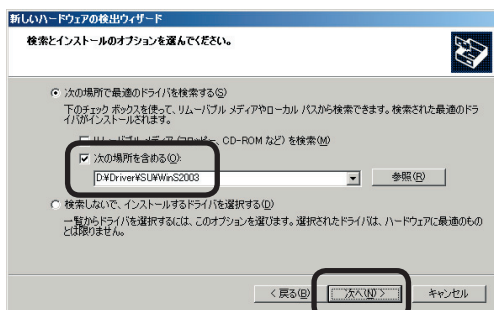 新しいハードウェアの検出ウィザード
検索とインストールのオプションを選んでください。
次の場所で最適のドライバを検索する(S)
下のチェック ボックスを使って、リムーバブル メディアやローカル パスから検索できます。検索された最適のドラ
イバがインストールされます。
リムーバブル メディア (フロッピー、CD-ROM など) を検索(M)
次の場所を含める(O):
D:¥Driver¥SU¥WinS2003
参照(R)
検索しないで、インストールするドライバを選択する(D)
一覧からドライバを選択するには、このオプションを選びます。選択されたドライバは、ハードウェアに最適のもの
とは限りません。
< 戻る(B) 次へ(N) > キャンセル